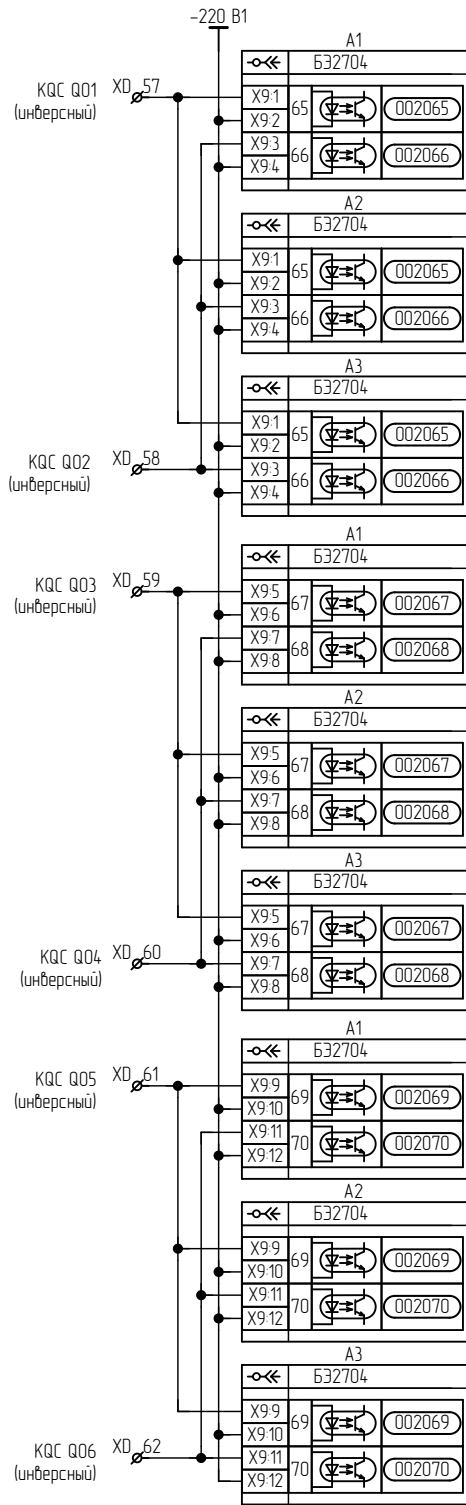 -220 В1
А1
БЭ2704
KQC Q01 XD 57
(инверсный)
X9:1 65 002065
X9:2
X9:3 66 002066
X9:4
А2
БЭ2704
X9:1 65 002065
X9:2
X9:3 66 002066
X9:4
А3
БЭ2704
X9:1 65 002065
X9:2
KQC Q02 XD 58
(инверсный)
X9:3 66 002066
X9:4
А1
БЭ2704
KQC Q03 XD 59
(инверсный)
X9:5 67 002067
X9:6
X9:7 68 002068
X9:8
А2
БЭ2704
X9:5 67 002067
X9:6
X9:7 68 002068
X9:8
А3
БЭ2704
X9:5 67 002067
X9:6
KQC Q04 XD 60
(инверсный)
X9:7 68 002068
X9:8
А1
БЭ2704
KQC Q05 XD 61
(инверсный)
X9:9 69 002069
X9:10
X9:11 70 002070
X9:12
А2
БЭ2704
X9:9 69 002069
X9:10
X9:11 70 002070
X9:12
А3
БЭ2704
X9:9 69 002069
X9:10
KQC Q06 XD 62
(инверсный)
X9:11 70 002070
X9:12